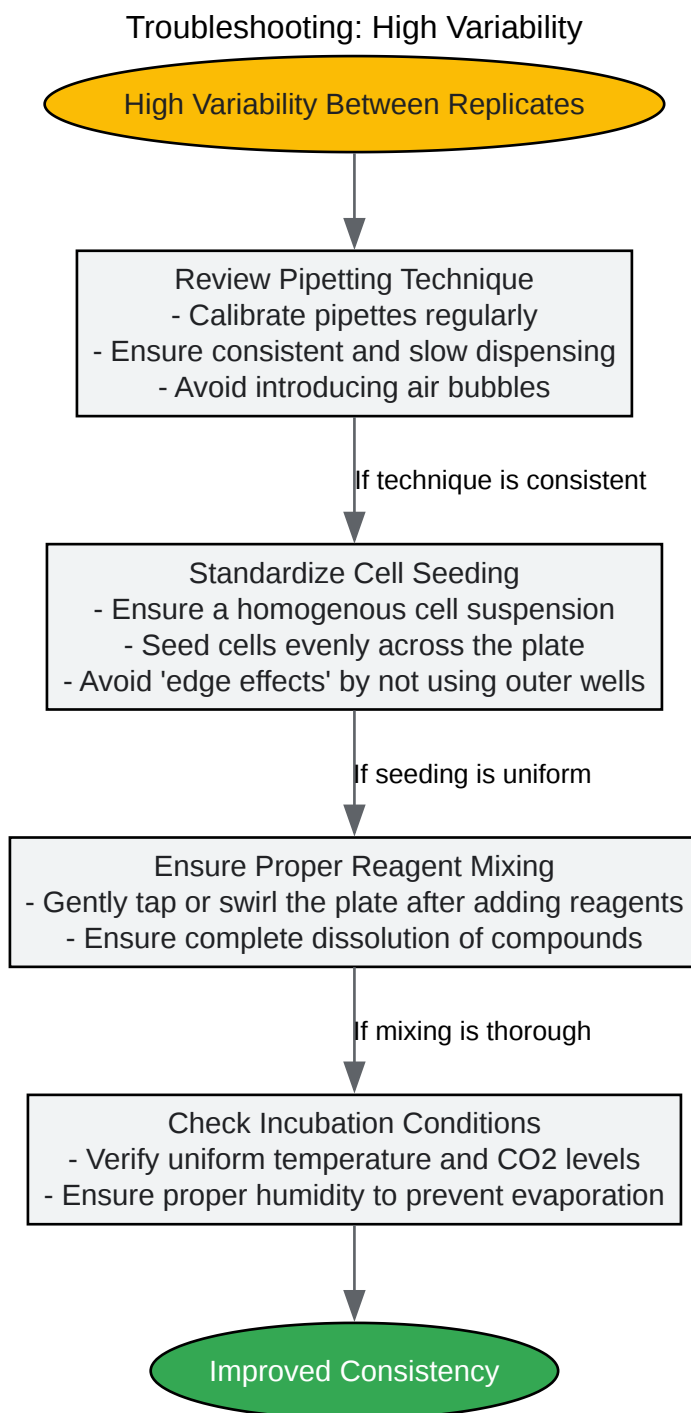 Troubleshooting: High Variability
High Variability Between Replicates
Review Pipetting Technique
- Calibrate pipettes regularly
- Ensure consistent and slow dispensing
- Avoid introducing air bubbles
If technique is consistent
Standardize Cell Seeding
- Ensure a homogenous cell suspension
- Seed cells evenly across the plate
- Avoid 'edge effects' by not using outer wells
If seeding is uniform
Ensure Proper Reagent Mixing
- Gently tap or swirl the plate after adding reagents
- Ensure complete dissolution of compounds
If mixing is thorough
Check Incubation Conditions
- Verify uniform temperature and CO2 levels
- Ensure proper humidity to prevent evaporation
Improved Consistency